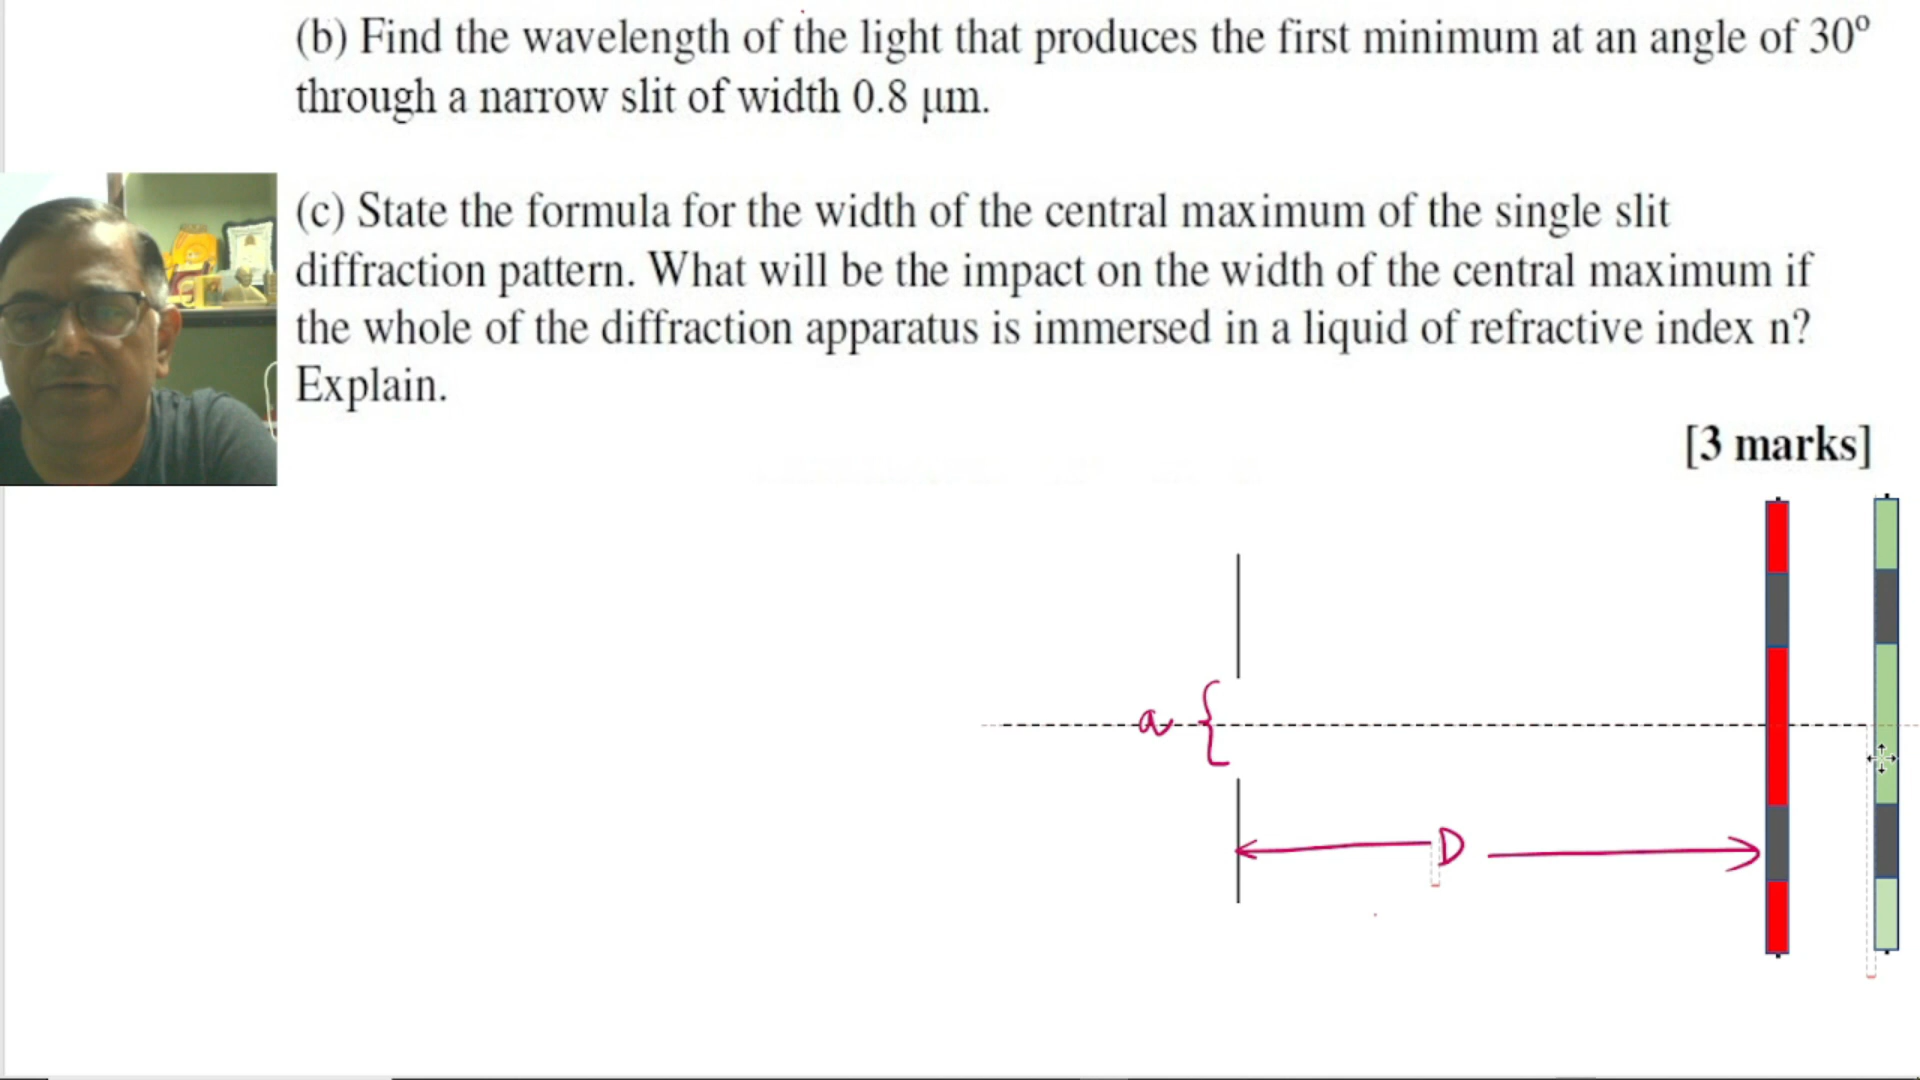 (b) Find the wavelength of the light that produces the first minimum at an angle of 30º
through a narrow slit of width 0.8 μm.
(c) State the formula for the width of the central maximum of the single slit
diffraction pattern. What will be the impact on the width of the central maximum if
the whole of the diffraction apparatus is immersed in a liquid of refractive index n?
Explain.
[3 marks]
a
D